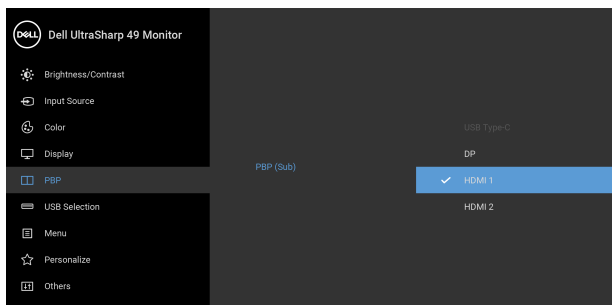 DELL
Dell UltraSharp 49 Monitor
Brightness/Contrast
Input Source
Color
Display
PBP
USB Selection
Menu
Personalize
Others
PBP (Sub)
USB Type-C
DP
HDMI 1
HDMI 2